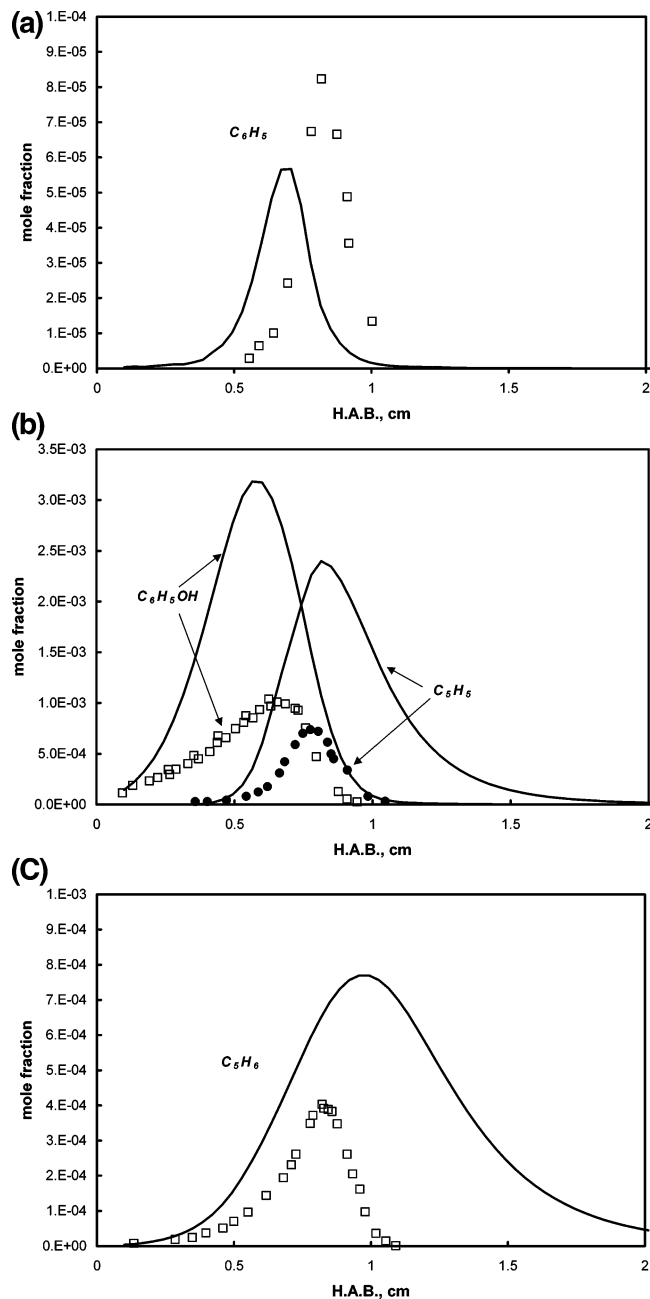 (a)
1.E-04
9.E-05
8.E-05
7.E-05
6.E-05
5.E-05
4.E-05
3.E-05
2.E-05
1.E-05
0.E+00
mole fraction
C6H5
0 0.5 1 1.5 2
H.A.B., cm
(b)
3.5E-03
3.0E-03
2.5E-03
2.0E-03
1.5E-03
1.0E-03
5.0E-04
0.0E+00
mole fraction
C6H5OH
C5H5
0 0.5 1 1.5 2
H.A.B., cm
(C)
1.E-03
9.E-04
8.E-04
7.E-04
6.E-04
5.E-04
4.E-04
3.E-04
2.E-04
1.E-04
0.E+00
mole fraction
C5H6
0 0.5 1 1.5 2
H.A.B., cm